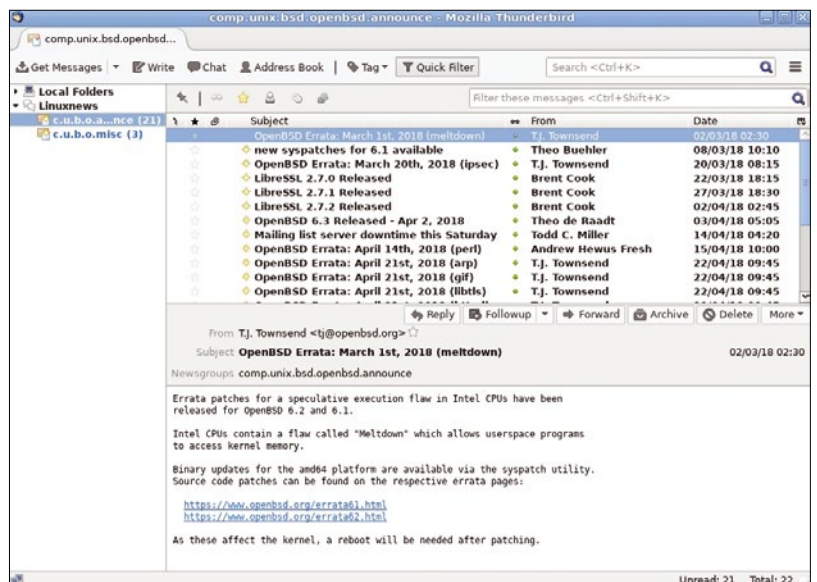 comp.unix.bsd.openbsd.announce - Mozilla Thunderbird
comp.unix.bsd.openbsd...
Get Messages Write Chat Address Book Tag Quick Filter Search <Ctrl+K>
Local Folders
Linuxnews
c.u.b.o.a...nce (21)
c.u.b.o.misc (3)
Filter these messages <Ctrl+Shift+K>
Subject From Date
OpenBSD Errata: March 1st, 2018 (meltdown) T.J. Townsend 02/03/18 02:30
new syspatches for 6.1 available Theo Buehler 08/03/18 10:10
OpenBSD Errata: March 20th, 2018 (ipsec) T.J. Townsend 20/03/18 08:15
LibreSSL 2.7.0 Released Brent Cook 22/03/18 18:15
LibreSSL 2.7.1 Released Brent Cook 27/03/18 18:30
LibreSSL 2.7.2 Released Brent Cook 02/04/18 02:45
OpenBSD 6.3 Released - Apr 2, 2018 Theo de Raadt 03/04/18 05:05
Mailing list server downtime this Saturday Todd C. Miller 14/04/18 04:20
OpenBSD Errata: April 14th, 2018 (perl) Andrew Hewus Fresh 15/04/18 10:00
OpenBSD Errata: April 21st, 2018 (arp) T.J. Townsend 22/04/18 09:45
OpenBSD Errata: April 21st, 2018 (gif) T.J. Townsend 22/04/18 09:45
OpenBSD Errata: April 21st, 2018 (libtls) T.J. Townsend 22/04/18 09:45
Reply Followup Forward Archive Delete More
From T.J. Townsend <tj@openbsd.org>
Subject OpenBSD Errata: March 1st, 2018 (meltdown) 02/03/18 02:30
Newsgroups comp.unix.bsd.openbsd.announce
Errata patches for a speculative execution flaw in Intel CPUs have been
released for OpenBSD 6.2 and 6.1.
Intel CPUs contain a flaw called "Meltdown" which allows userspace programs
to access kernel memory.
Binary updates for the amd64 platform are available via the syspatch utility.
Source code patches can be found on the respective errata pages:
https://www.openbsd.org/errata61.html
https://www.openbsd.org/errata62.html
As these affect the kernel, a reboot will be needed after patching.
Unread: 21 Total: 22